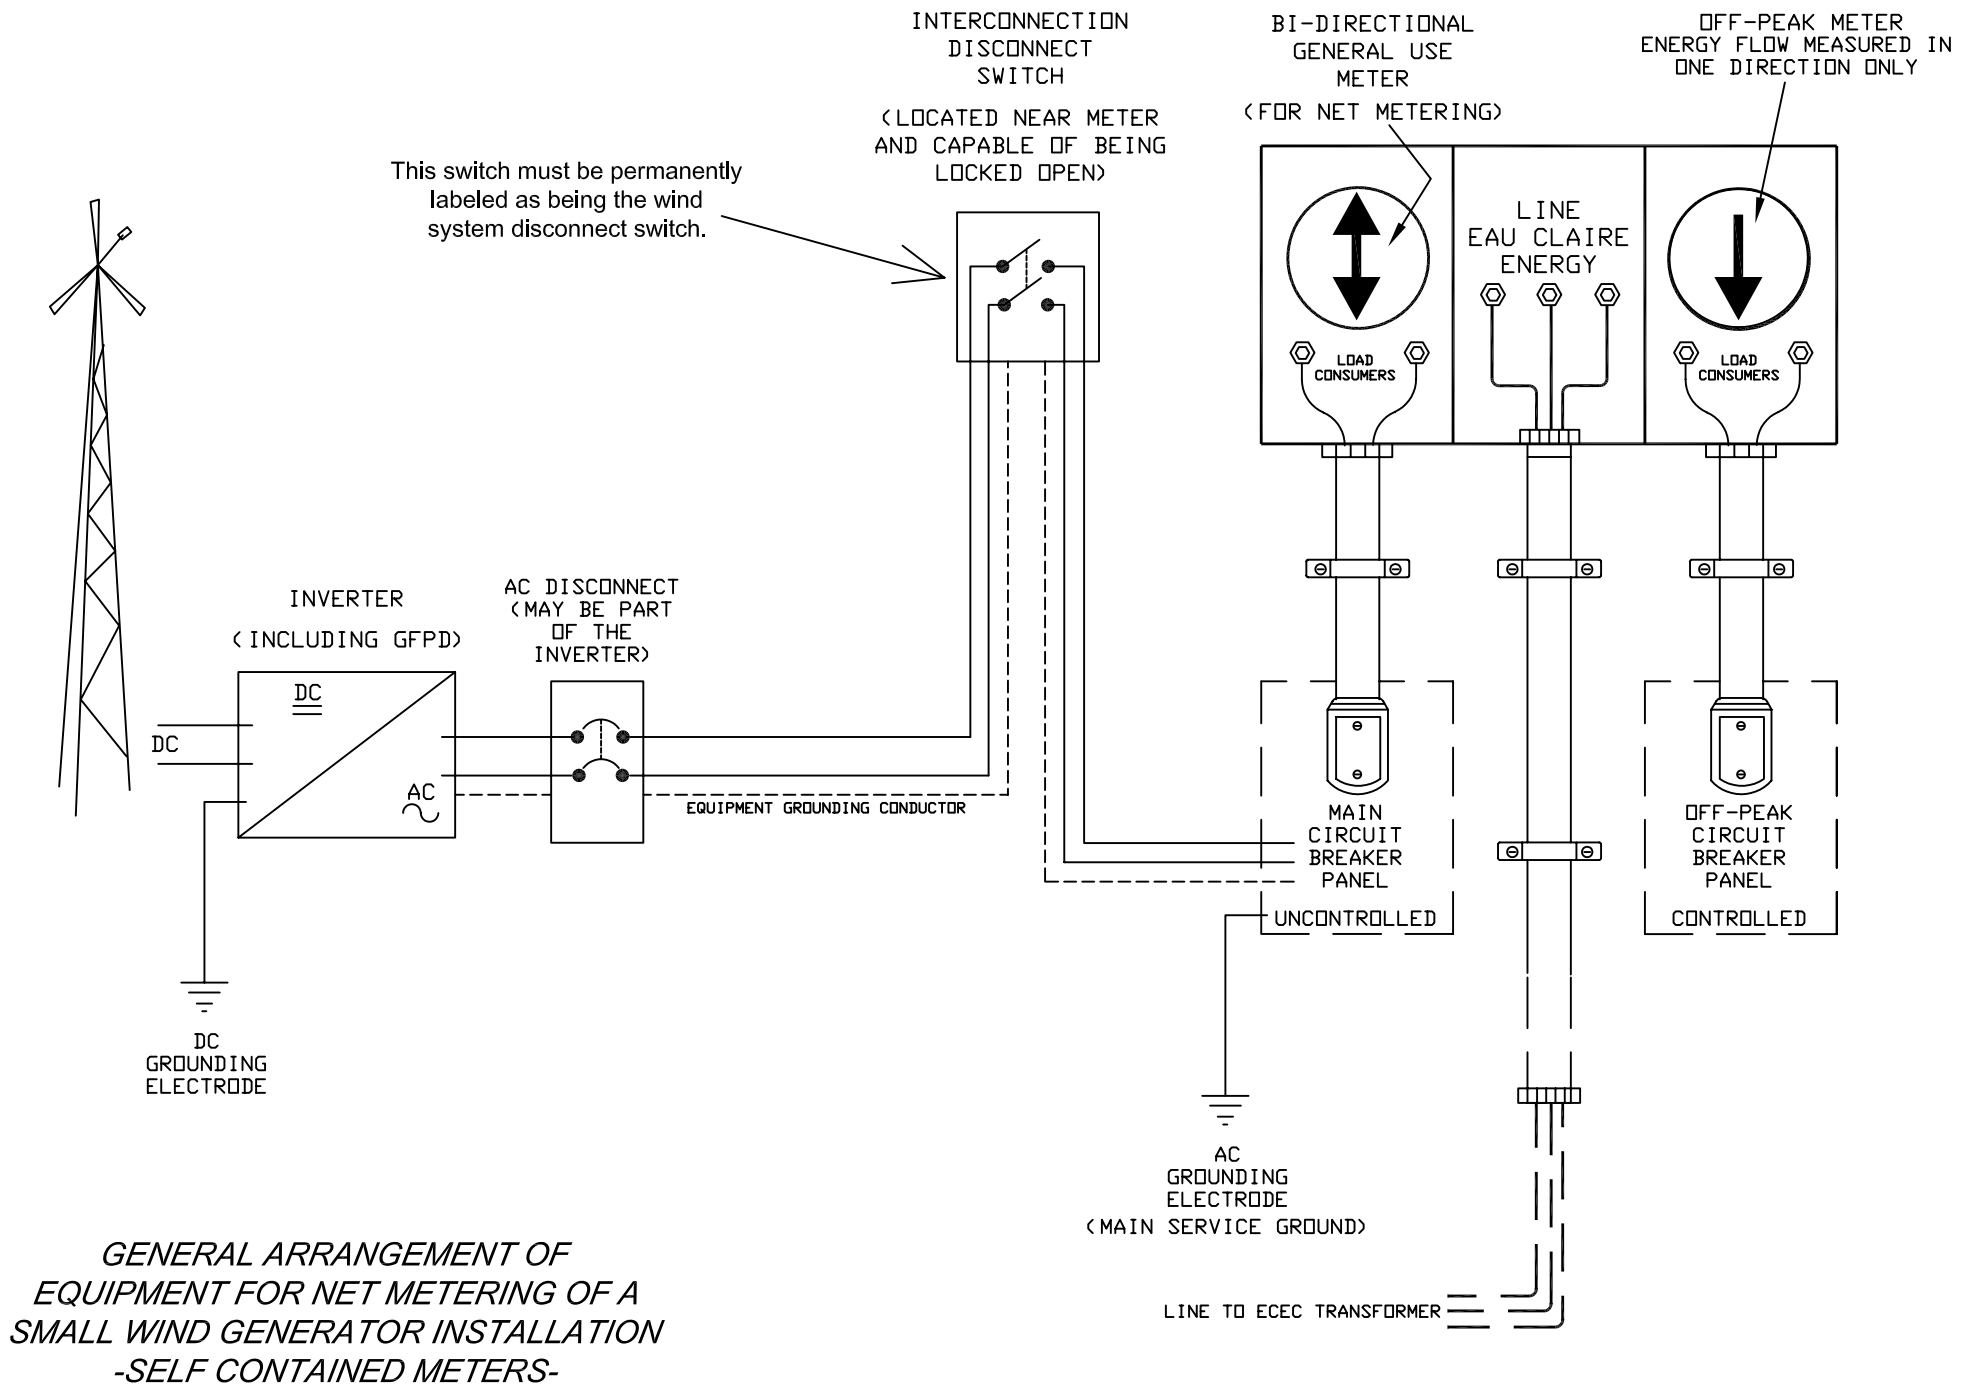 INTERCONNECTION
DISCONNECT
SWITCH
(LOCATED NEAR METER
AND CAPABLE OF BEING
LOCKED OPEN)
BI-DIRECTIONAL
GENERAL USE
METER
(FOR NET METERING)
OFF-PEAK METER
ENERGY FLOW MEASURED IN
ONE DIRECTION ONLY
This switch must be permanently
labeled as being the wind
system disconnect switch.
LINE
EAU CLAIRE
ENERGY
LOAD
CONSUMERS
LOAD
CONSUMERS
INVERTER
(INCLUDING GFPD)
AC DISCONNECT
(MAY BE PART
OF THE
INVERTER)
DC
DC
AC
EQUIPMENT GROUNDING CONDUCTOR
MAIN
CIRCUIT
BREAKER
PANEL
UNCONTROLLED
OFF-PEAK
CIRCUIT
BREAKER
PANEL
CONTROLLED
DC
GROUNDING
ELECTRODE
AC
GROUNDING
ELECTRODE
(MAIN SERVICE GROUND)
LINE TO ECEC TRANSFORMER
GENERAL ARRANGEMENT OF
EQUIPMENT FOR NET METERING OF A
SMALL WIND GENERATOR INSTALLATION
-SELF CONTAINED METERS-